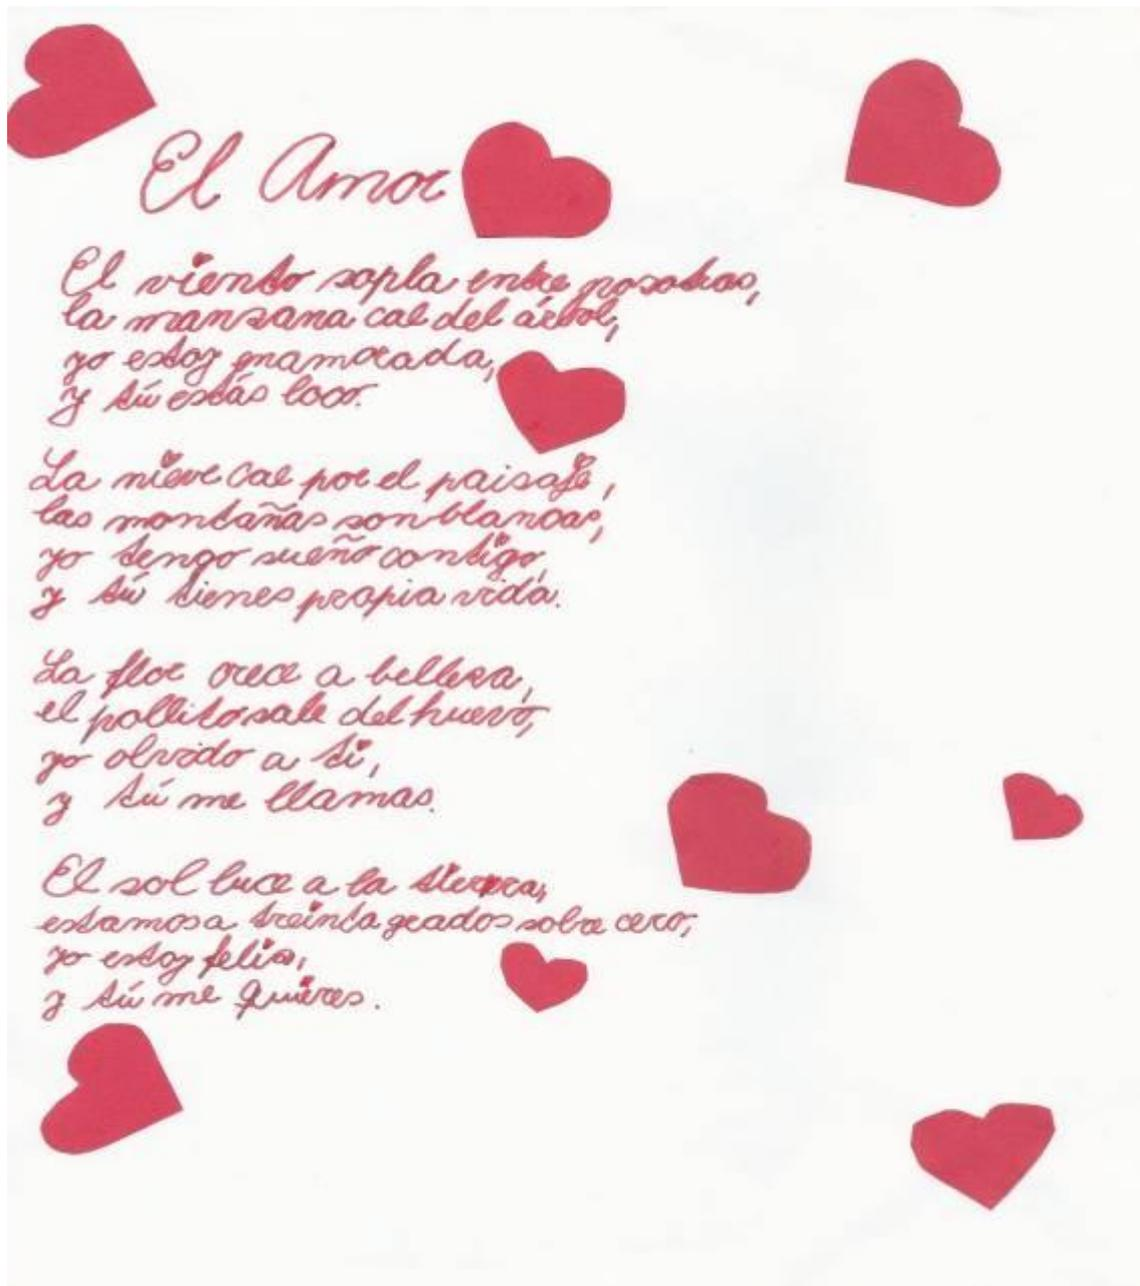 El Amor
El viento sopla entre nosotros,
la manzana cae del árbol,
yo estoy enamorada,
y tú estás loco.
La nieve cae por el paisaje,
las montañas son blancas,
yo tengo sueño contigo,
y tú tienes propia vida.
La flor crece a belleza,
el pollito sale del huevo,
yo olvido a ti,
y tú me llamas.
El sol luce a la tierra,
estamos a treinta grados sobre cero,
yo estoy feliz,
y tú me quieres.